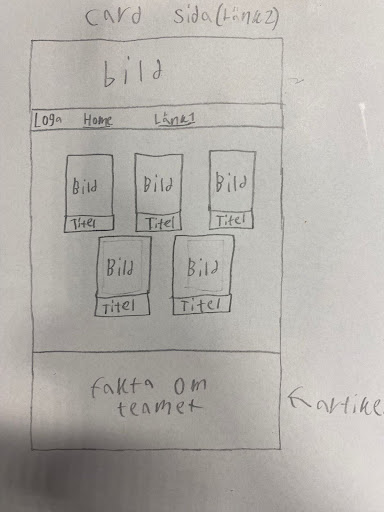 card sida(Länk2)
bild
Loga Home Länk1
Bild Bild Bild
Titel Titel Titel
Bild Bild
Titel Titel
fakta om
teamet